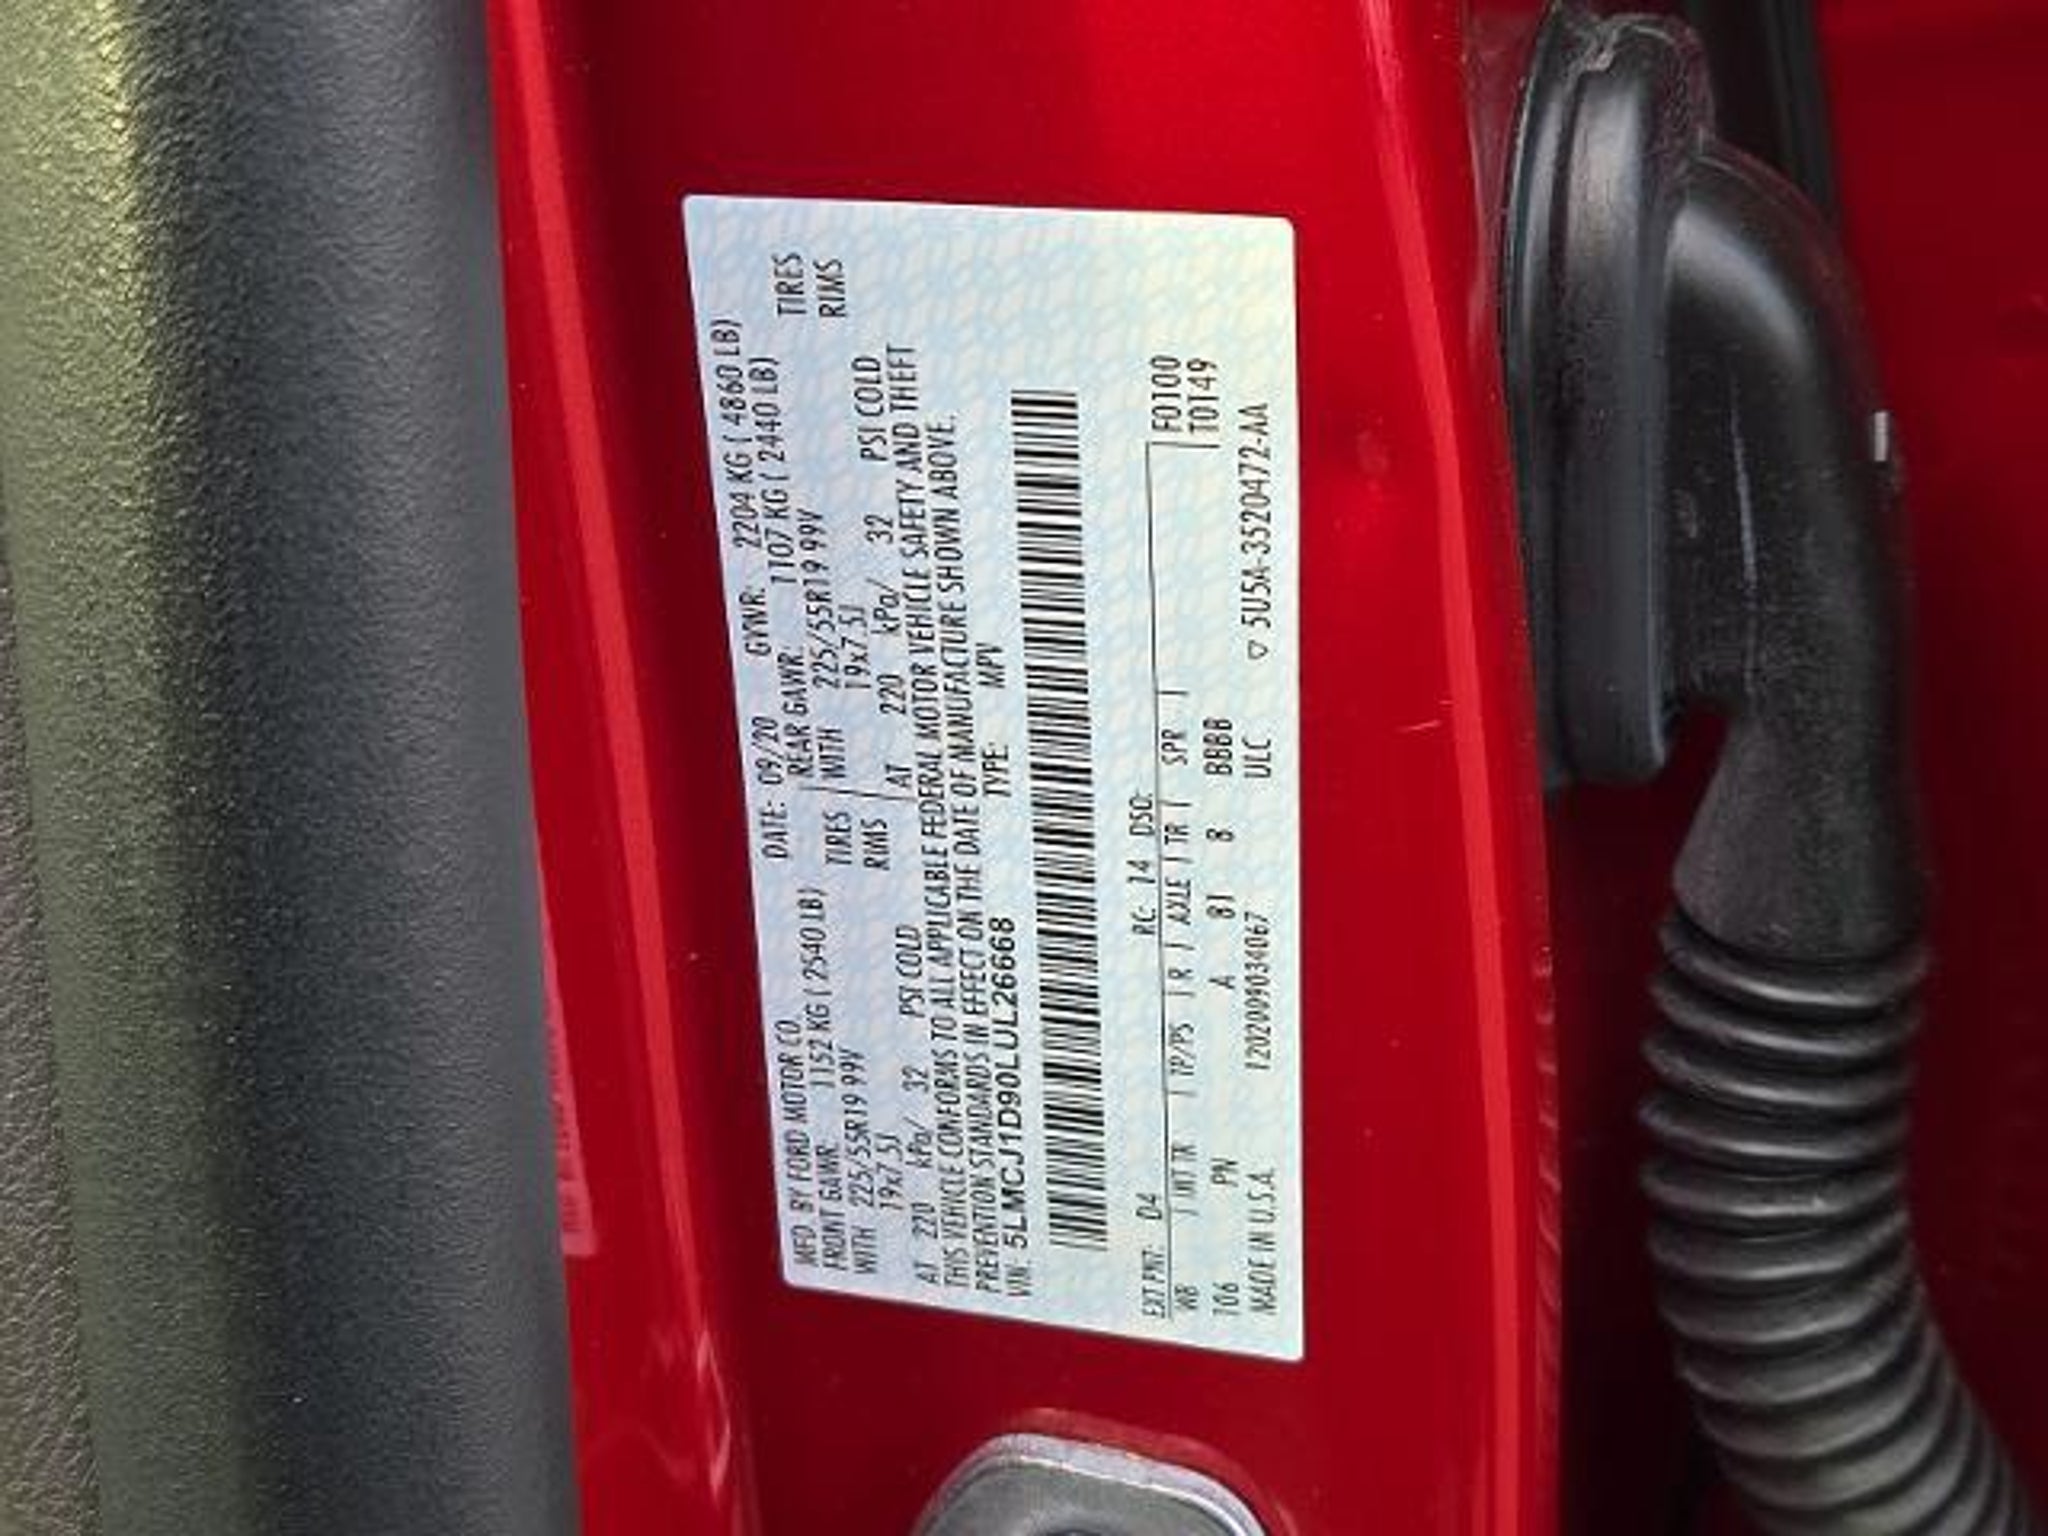 MFD BY FORD MOTOR CO. DATE: 09/20 GVWR: 2204 KG ( 4860 LB)
FRONT GAWR: 1152 KG ( 2540 LB) REAR GAWR: 1107 KG ( 2440 LB)
WITH 225/55R19 99V TIRES WITH 225/55R19 99V TIRES
19x7.5J RIMS 19x7.5J RIMS
AT 220 kPa/ 32 PSI COLD AT 220 kPa/ 32 PSI COLD
THIS VEHICLE CONFORMS TO ALL APPLICABLE FEDERAL MOTOR VEHICLE SAFETY AND THEFT
PREVENTION STANDARDS IN EFFECT ON THE DATE OF MANUFACTURE SHOWN ABOVE.
VIN: 5LMCJ1D90LUL26668 TYPE: MPV
EXT PNT: D4 RC: 14 DSO: F0100
WB | INT TR | TP/PS | R | AXLE | TR | SPR | T0149
106 PN A 81 8 BBBB
MADE IN U.S.A. 1202009034067 ULC ▽ 5U5A-3520472-AA